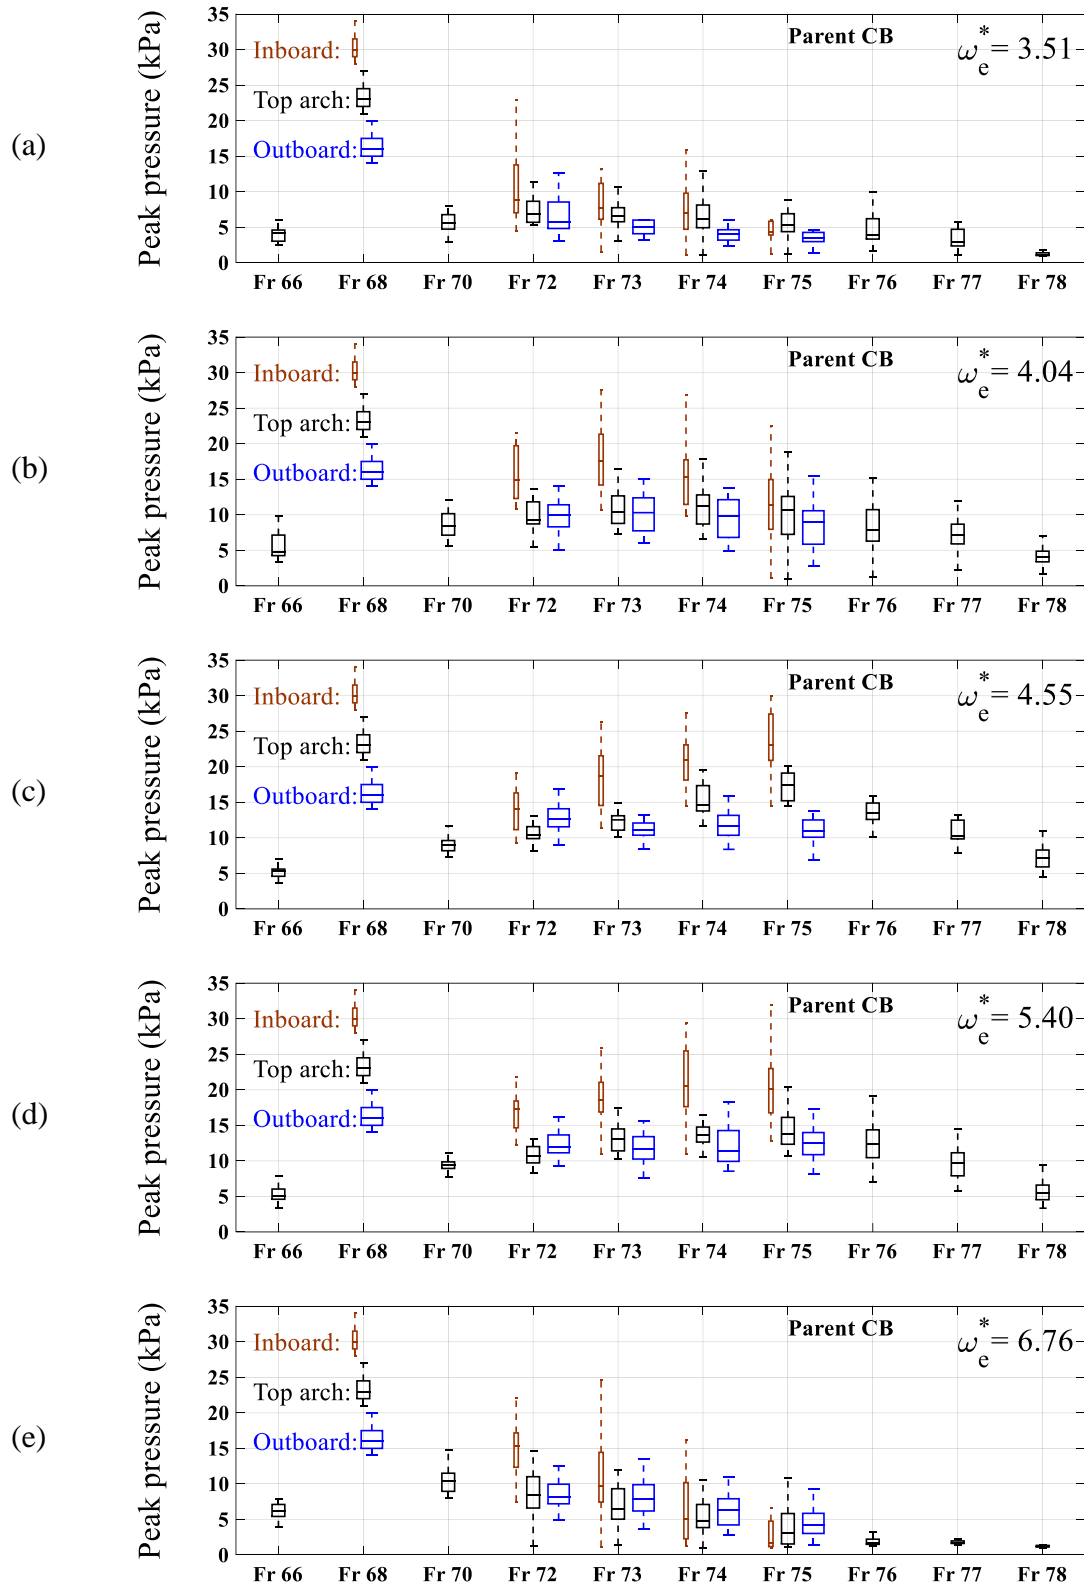 (a)
Peak pressure (kPa)
35
30
25
20
15
10
5
0
Inboard:
Top arch:
Outboard:
Parent CB
ω*e = 3.51
Fr 66 Fr 68 Fr 70 Fr 72 Fr 73 Fr 74 Fr 75 Fr 76 Fr 77 Fr 78
(b)
Peak pressure (kPa)
35
30
25
20
15
10
5
0
Inboard:
Top arch:
Outboard:
Parent CB
ω*e = 4.04
Fr 66 Fr 68 Fr 70 Fr 72 Fr 73 Fr 74 Fr 75 Fr 76 Fr 77 Fr 78
(c)
Peak pressure (kPa)
35
30
25
20
15
10
5
0
Inboard:
Top arch:
Outboard:
Parent CB
ω*e = 4.55
Fr 66 Fr 68 Fr 70 Fr 72 Fr 73 Fr 74 Fr 75 Fr 76 Fr 77 Fr 78
(d)
Peak pressure (kPa)
35
30
25
20
15
10
5
0
Inboard:
Top arch:
Outboard:
Parent CB
ω*e = 5.40
Fr 66 Fr 68 Fr 70 Fr 72 Fr 73 Fr 74 Fr 75 Fr 76 Fr 77 Fr 78
(e)
Peak pressure (kPa)
35
30
25
20
15
10
5
0
Inboard:
Top arch:
Outboard:
Parent CB
ω*e = 6.76
Fr 66 Fr 68 Fr 70 Fr 72 Fr 73 Fr 74 Fr 75 Fr 76 Fr 77 Fr 78